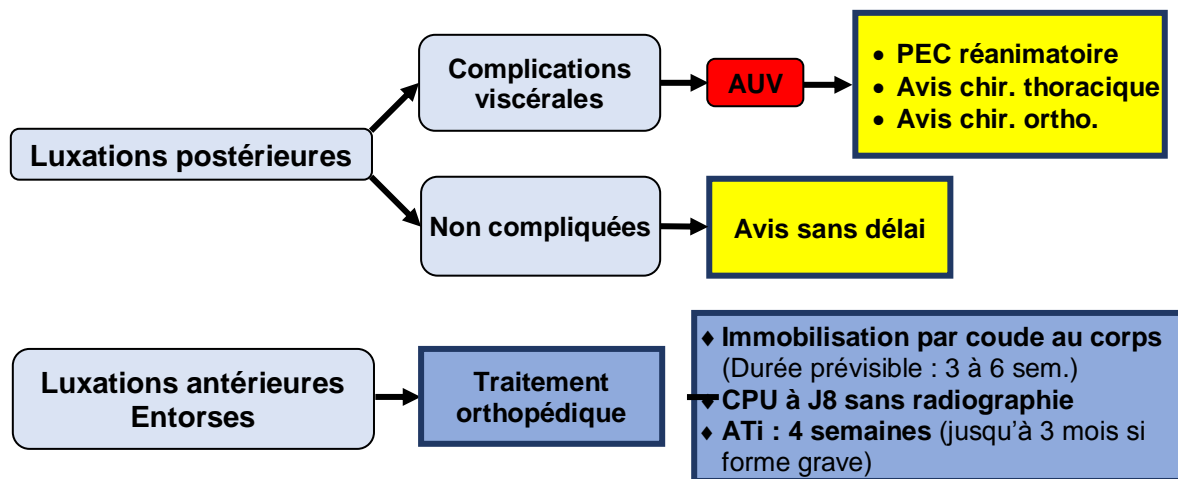 Luxations postérieures
Complications
viscérales
AUV
• PEC réanimatoire
• Avis chir. thoracique
• Avis chir. ortho.
Non compliquées
Avis sans délai
Luxations antérieures
Entorses
Traitement
orthopédique
♦ Immobilisation par coude au corps
(Durée prévisible : 3 à 6 sem.)
♦ CPU à J8 sans radiographie
♦ ATi : 4 semaines (jusqu’à 3 mois si
forme grave)